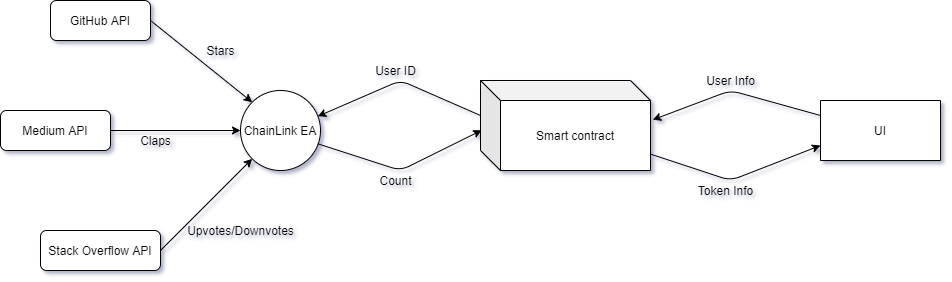 GitHub API
Stars
User ID
User Info
Medium API
Claps
ChainLink EA
Smart contract
UI
Count
Token Info
Upvotes/Downvotes
Stack Overflow API